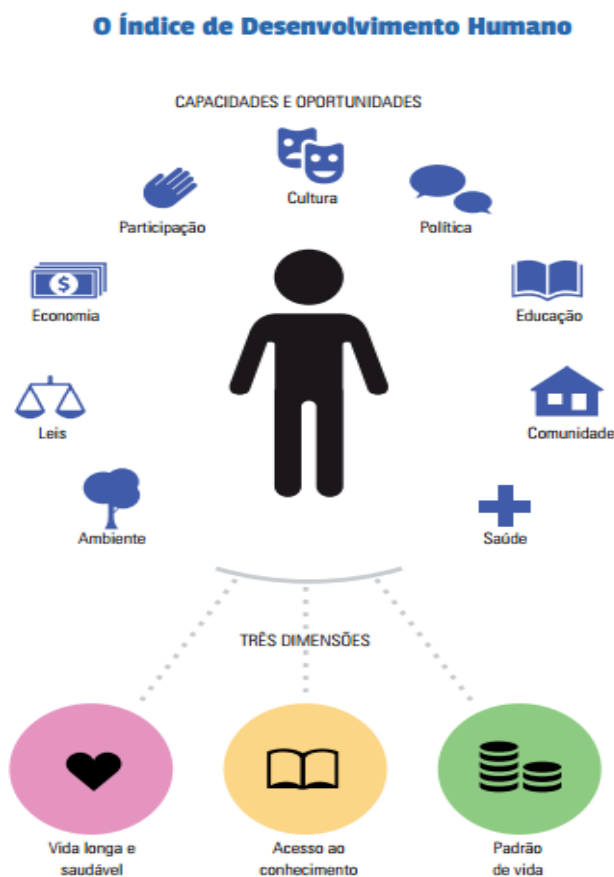 O Índice de Desenvolvimento Humano
CAPACIDADES E OPORTUNIDADES
Cultura
Participação
Política
$
Economia
Educação
Leis
Comunidade
Ambiente
Saúde
TRÊS DIMENSÕES
Vida longa e
saudável
Acesso ao
conhecimento
Padrão
de vida